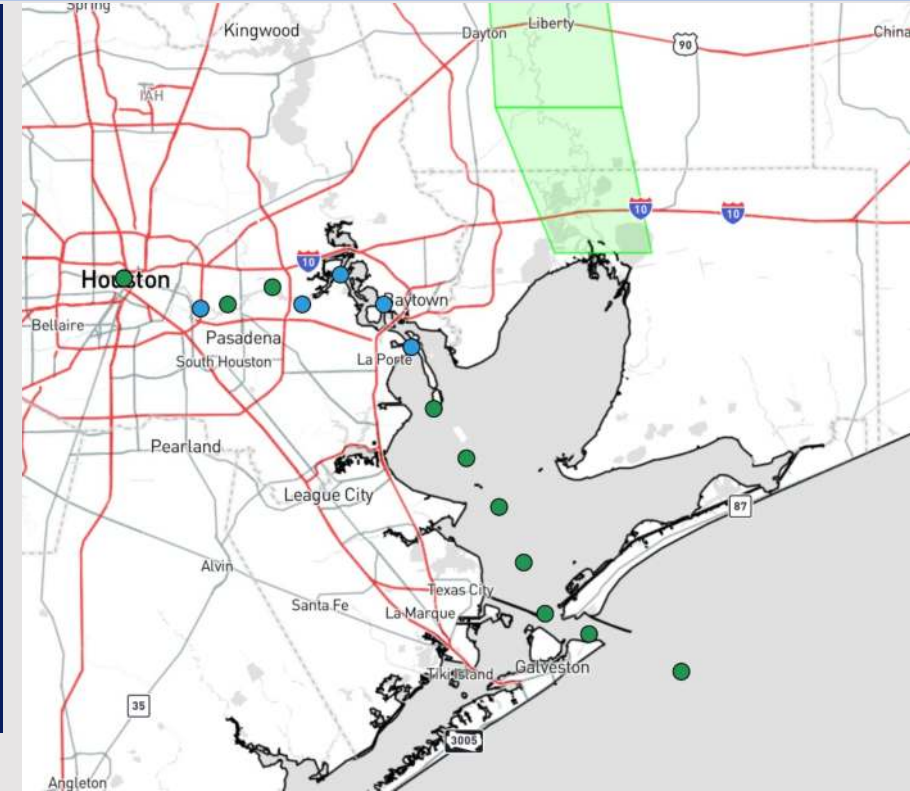 Spring
Kingwood
Dayton
Liberty
90
China
IAH
10
10
10
Houston
Baytown
Bellaire
Pasadena
South Houston
La Porte
Pearland
League City
87
Alvin
Texas City
Santa Fe
La Marque
Tiki Island
Galveston
35
3005
Angleton